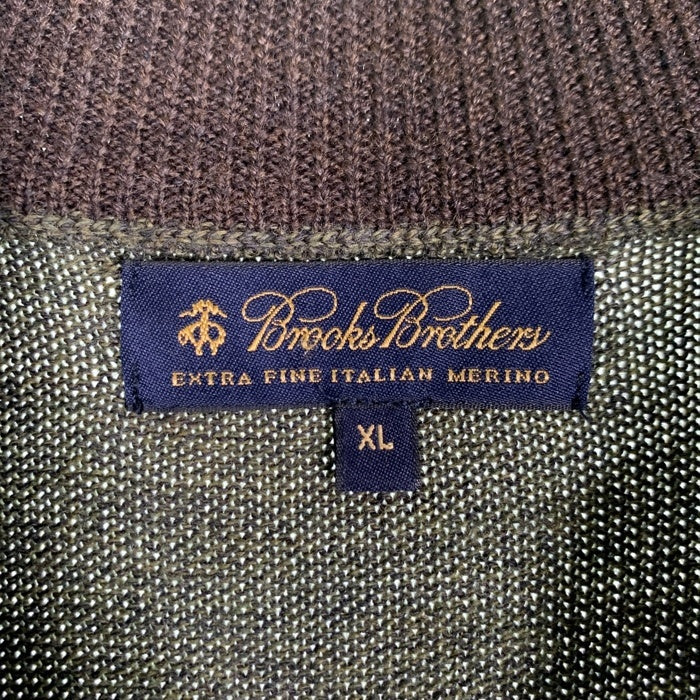 Brooks Brothers
EXTRA FINE ITALIAN MERINO
XL